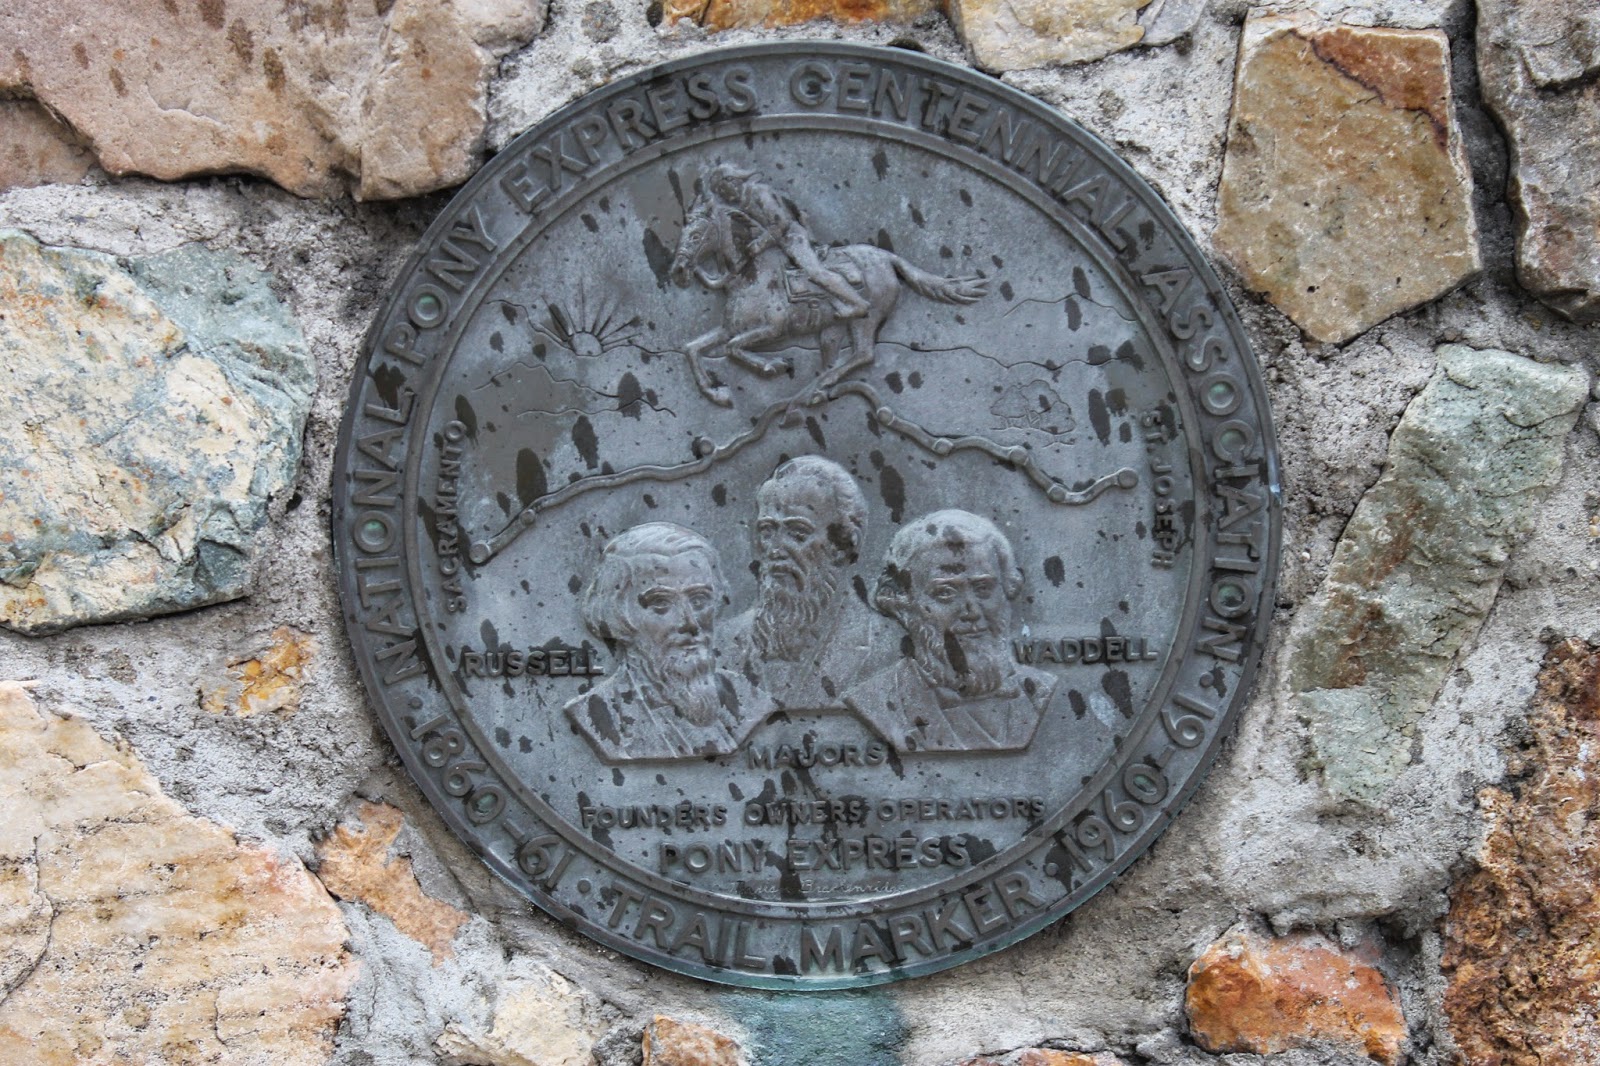 NATIONAL PONY EXPRESS CENTENNIAL ASSOCIATION
SACRAMENTO
ST. JOSEPH
RUSSELL
WADDELL
MAJORS
FOUNDERS OWNERS OPERATORS
PONY EXPRESS
1860-61 · TRAIL MARKER · 1960-61